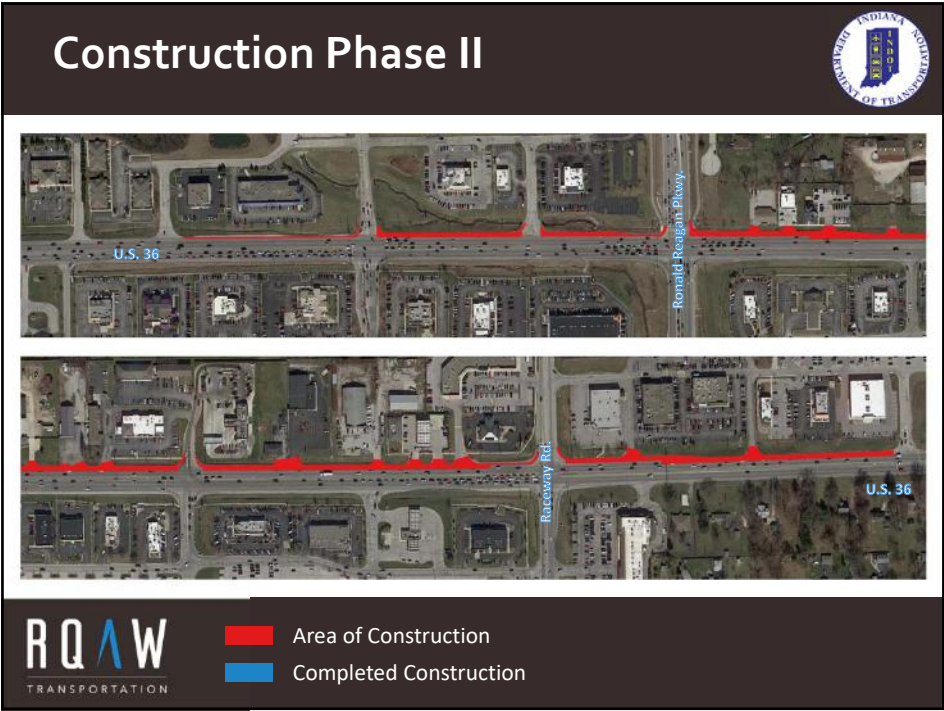 Construction Phase II
INDIANA
DEPARTMENT OF TRANSPORTATION
INDOT
U.S. 36
Ronald Reagan Pkwy.
Raceway Rd.
U.S. 36
RQAW
TRANSPORTATION
Area of Construction
Completed Construction